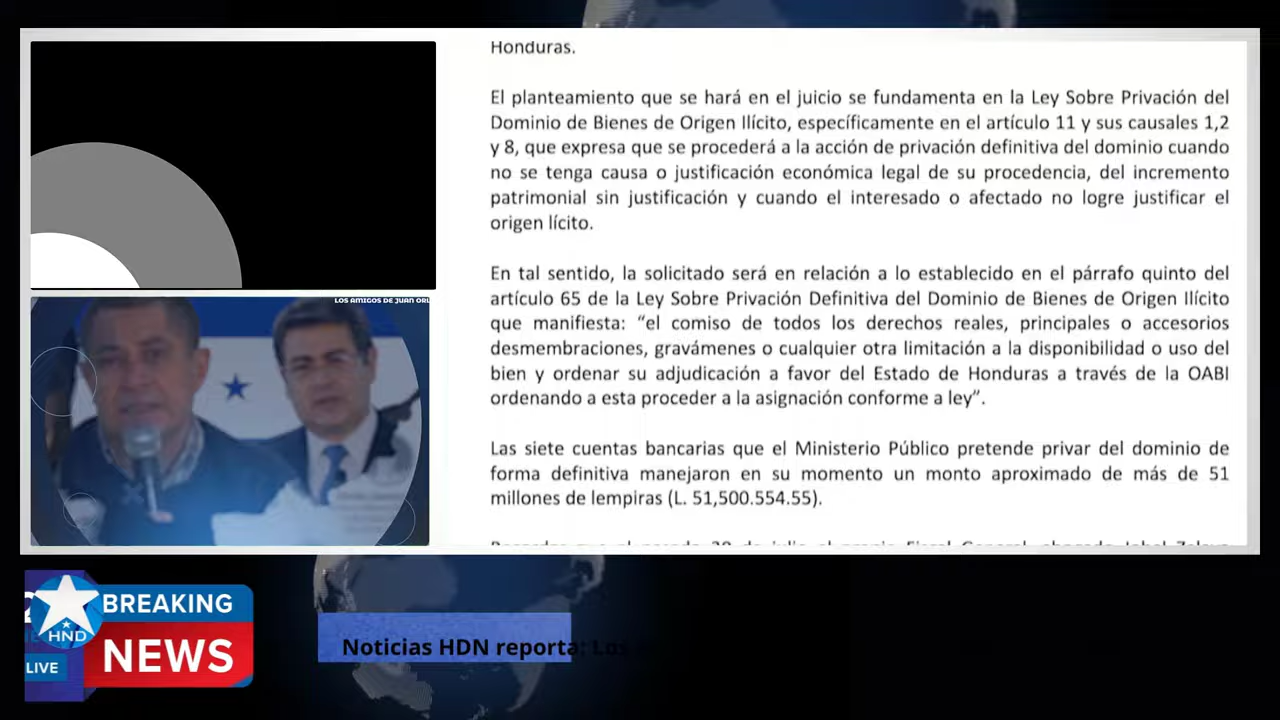 Honduras.
El planteamiento que se hará en el juicio se fundamenta en la Ley Sobre Privación del
Dominio de Bienes de Origen Ilícito, específicamente en el artículo 11 y sus causales 1,2
y 8, que expresa que se procederá a la acción de privación definitiva del dominio cuando
no se tenga causa o justificación económica legal de su procedencia, del incremento
patrimonial sin justificación y cuando el interesado o afectado no logre justificar el
origen lícito.
En tal sentido, la solicitado será en relación a lo establecido en el párrafo quinto del
artículo 65 de la Ley Sobre Privación Definitiva del Dominio de Bienes de Origen Ilícito
que manifiesta: “el comiso de todos los derechos reales, principales o accesorios
desmembraciones, gravámenes o cualquier otra limitación a la disponibilidad o uso del
bien y ordenar su adjudicación a favor del Estado de Honduras a través de la OABI
ordenando a esta proceder a la asignación conforme a ley”.
Las siete cuentas bancarias que el Ministerio Público pretende privar del dominio de
forma definitiva manejaron en su momento un monto aproximado de más de 51
millones de lempiras (L. 51,500.554.55).
LOS AMIGOS DE JUAN ORL
BREAKING
NEWS
HND
LIVE
Noticias HDN reporta: Los